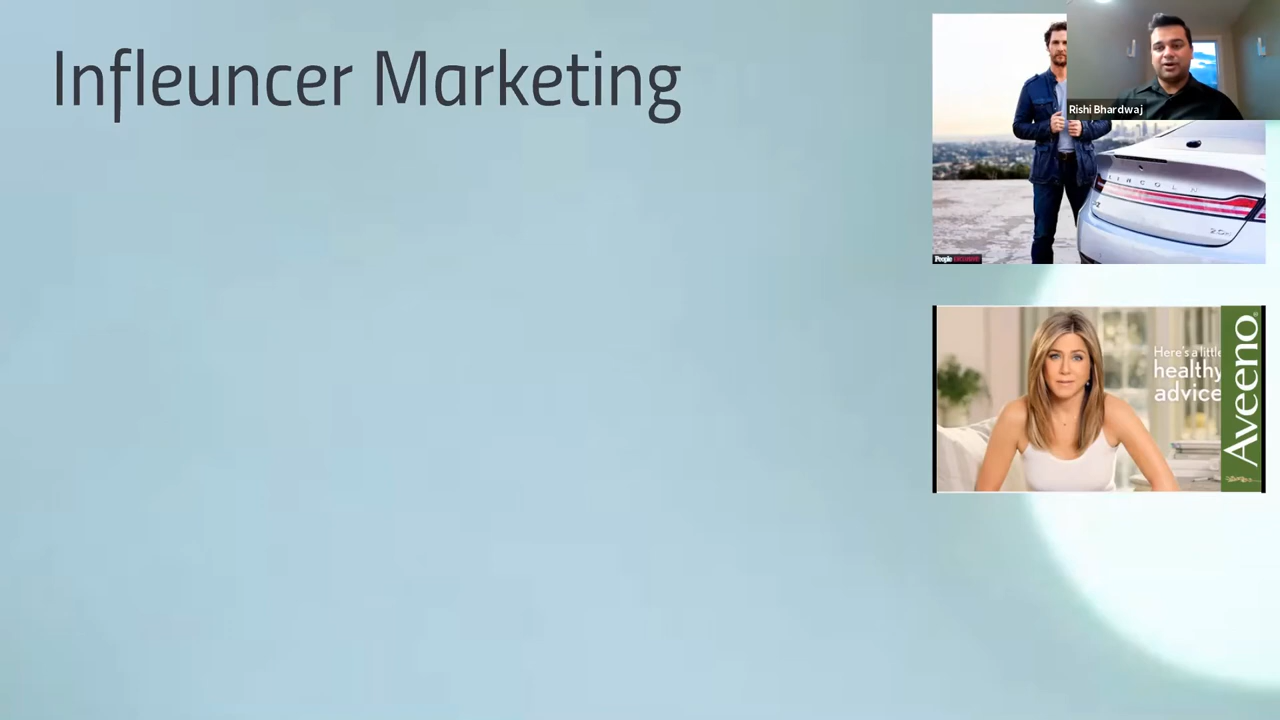 Infleuncer Marketing
Rishi Bhardwaj
LINCOLN
People
Here's a little
healthy
advice
Aveeno